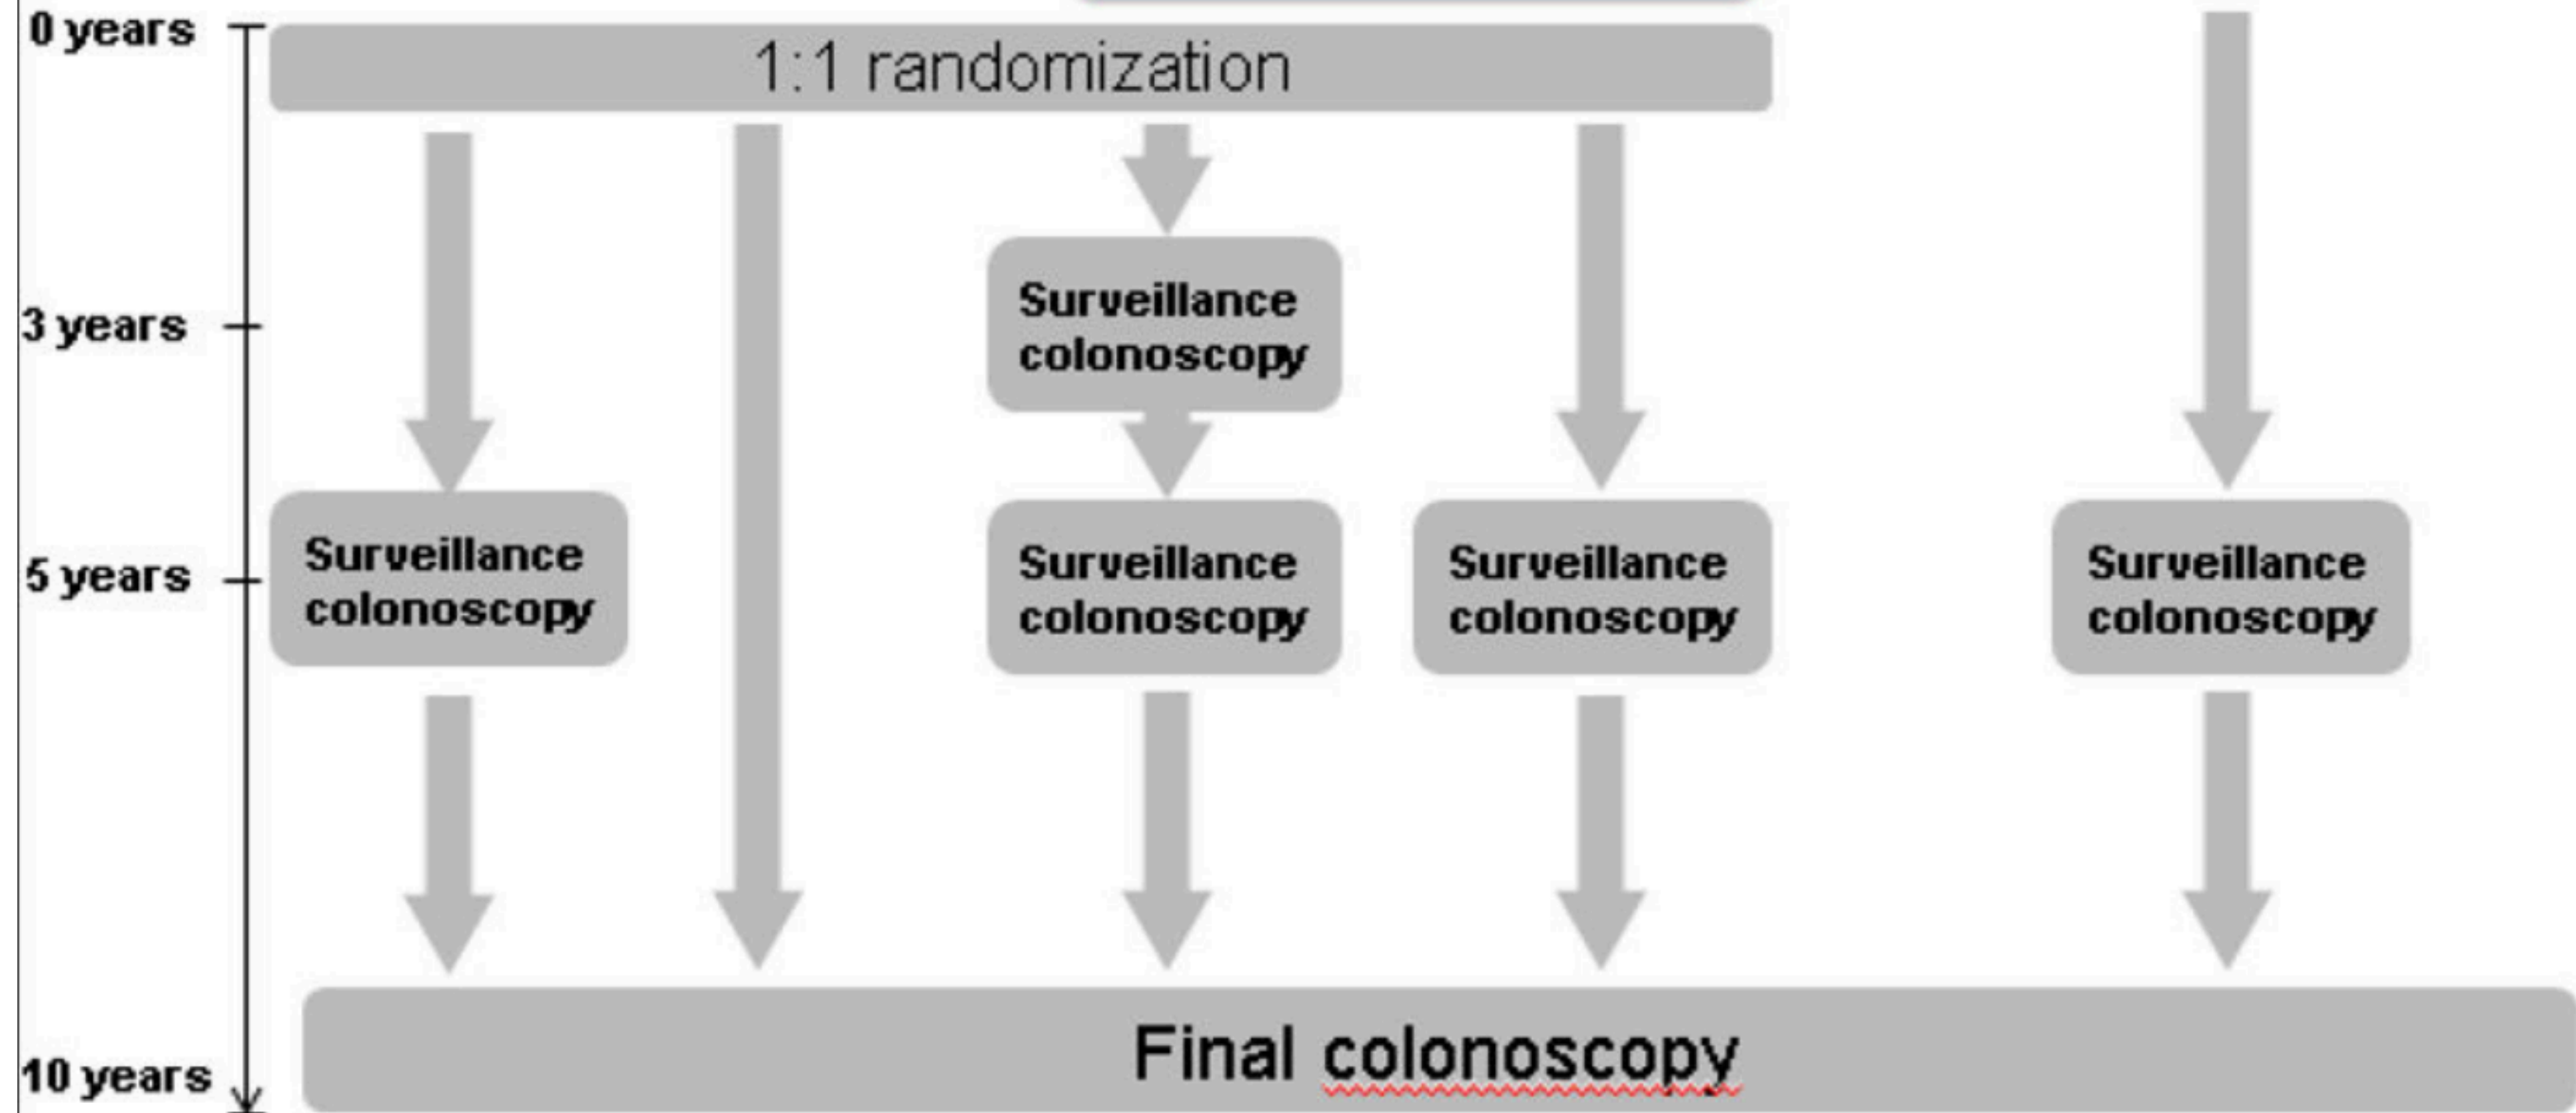 0 years
1:1 randomization
3 years
Surveillance
colonoscopy
5 years
Surveillance
colonoscopy
Surveillance
colonoscopy
Surveillance
colonoscopy
Surveillance
colonoscopy
10 years
Final colonoscopy